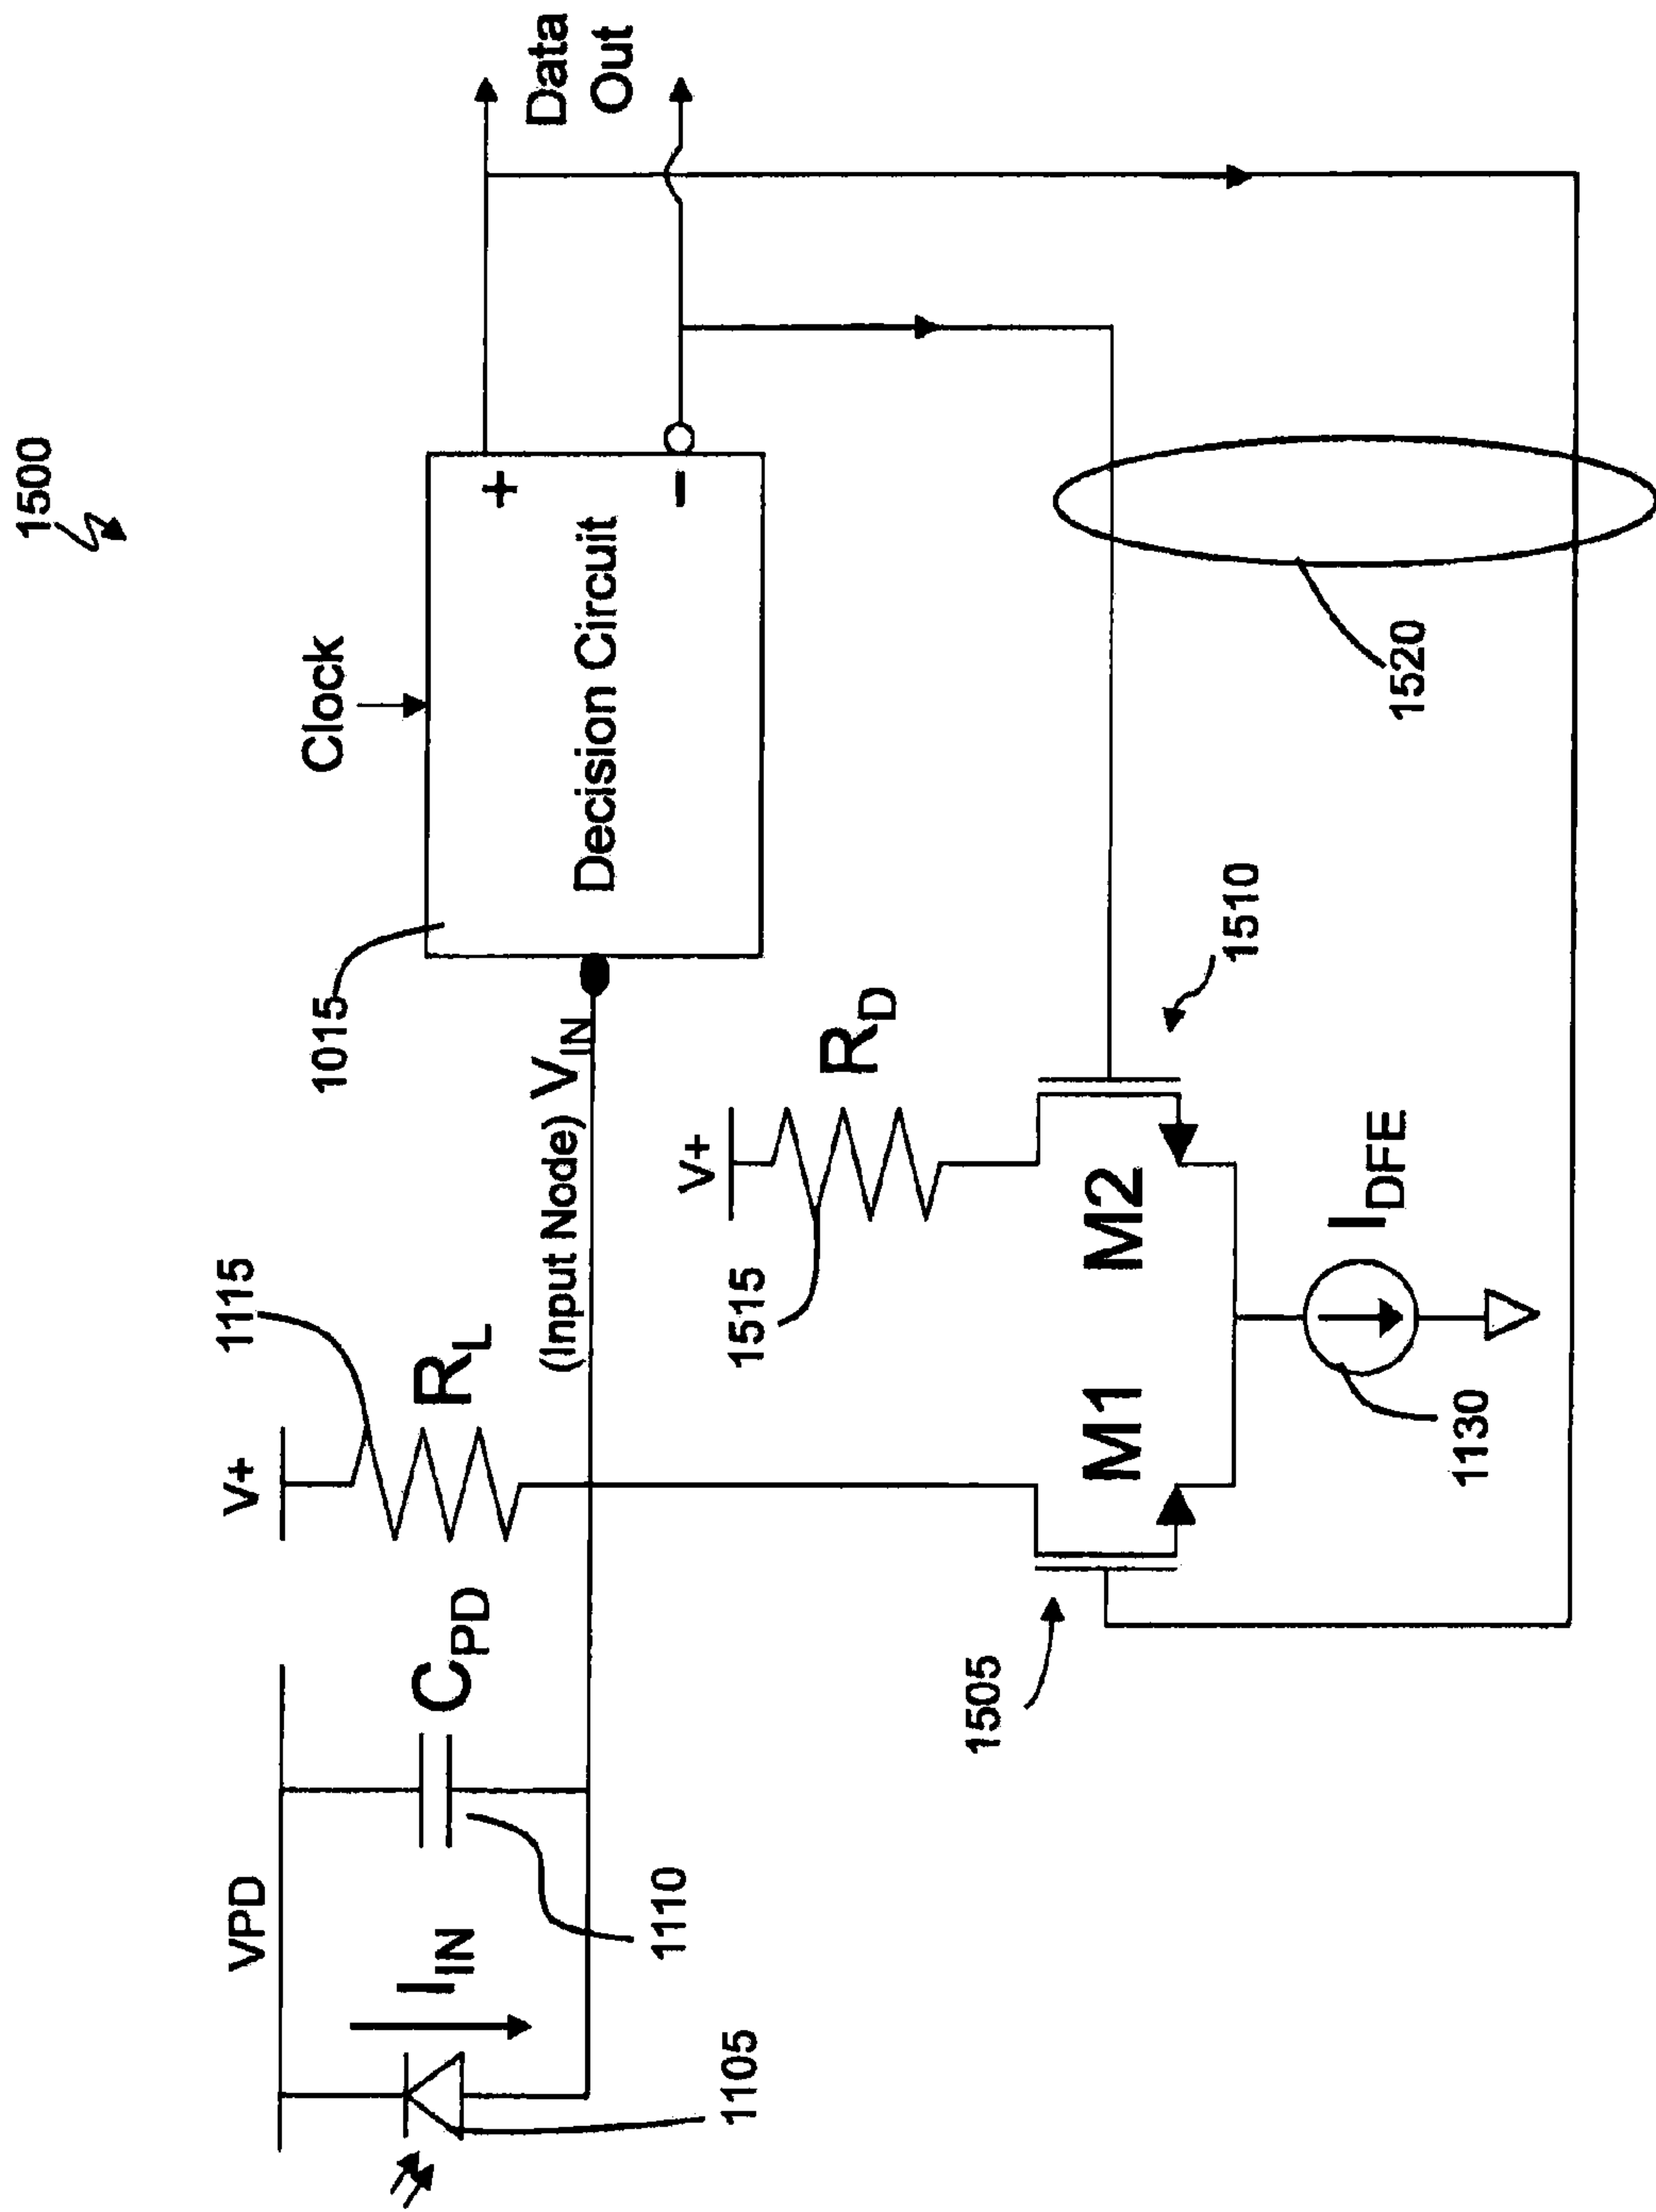 1500
Clock
Data
Out
1015
+
−
Decision Circuit
(Input Node) V_IN
1115
V+
R_L
VPD
I_IN
C_PD
1110
1105
V+
R_D
1515
1510
M1
M2
1505
I_DFE
1130
1520